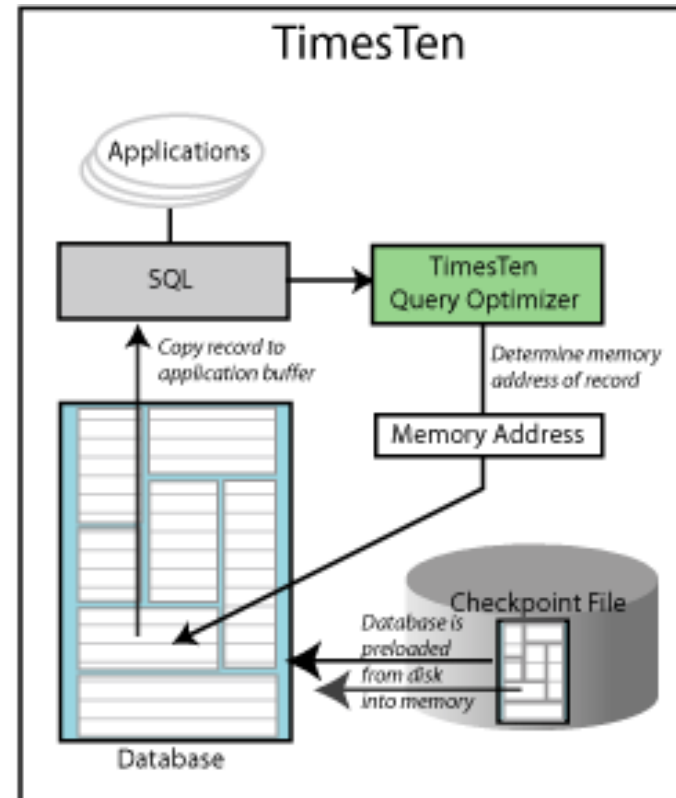 TimesTen
Applications
SQL
TimesTen
Query Optimizer
Copy record to
application buffer
Determine memory
address of record
Memory Address
Checkpoint File
Database is
preloaded
from disk
into memory
Database